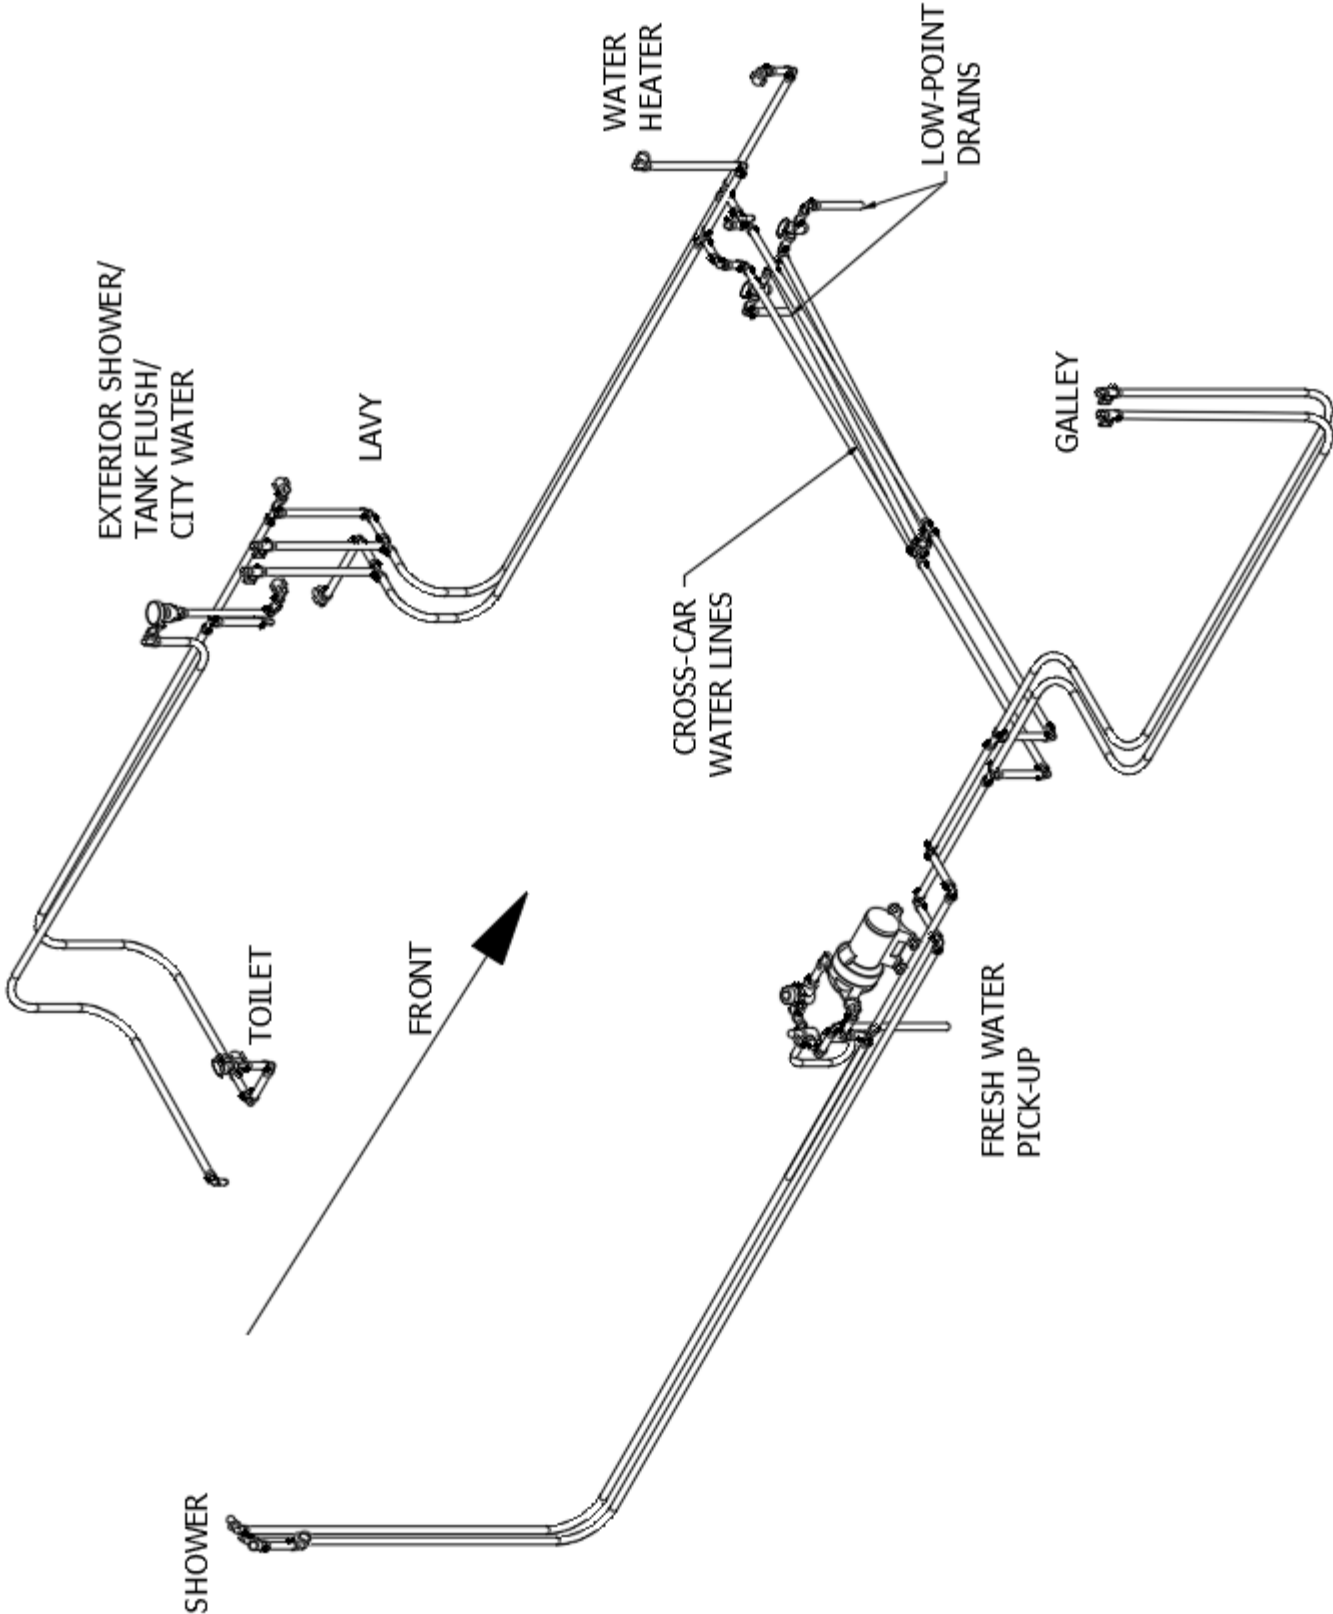 EXTERIOR SHOWER/
TANK FLUSH/
CITY WATER
LAVY
WATER
HEATER
LOW-POINT
DRAINS
TOILET
FRONT
CROSS-CAR
WATER LINES
GALLEY
SHOWER
FRESH WATER
PICK-UP